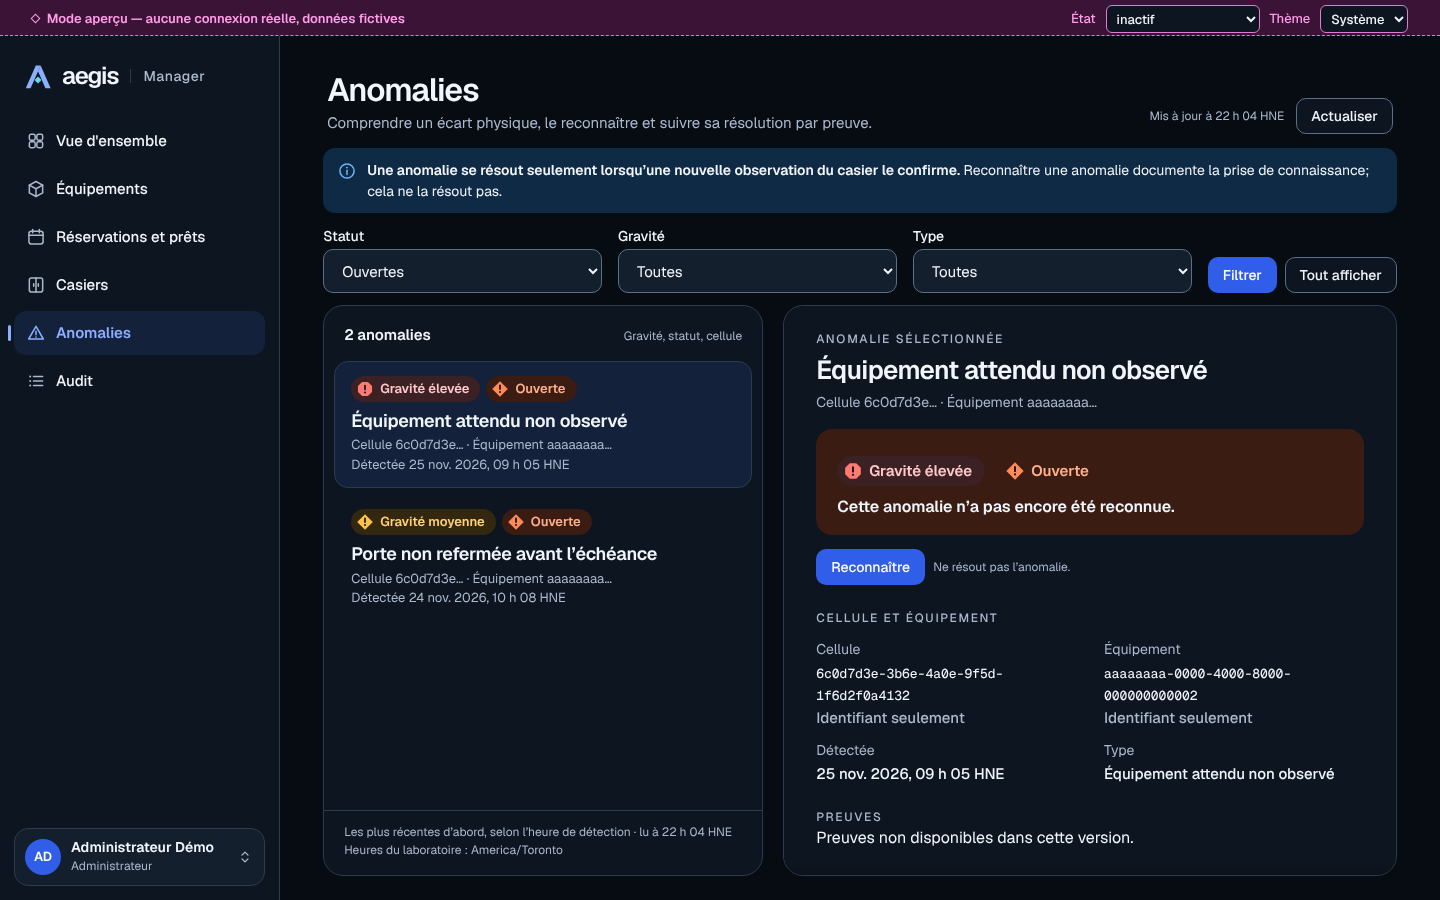 Mode aperçu — aucune connexion réelle, données fictives
État
inactif
Thème
Système
aegis
Manager
Vue d'ensemble
Équipements
Réservations et prêts
Casiers
Anomalies
Audit
AD
Administrateur Démo
Administrateur
Anomalies
Comprendre un écart physique, le reconnaître et suivre sa résolution par preuve.
Mis à jour à 22 h 04 HNE
Actualiser
Une anomalie se résout seulement lorsqu’une nouvelle observation du casier le confirme. Reconnaître une anomalie documente la prise de connaissance;
cela ne la résout pas.
Statut
Ouvertes
Gravité
Toutes
Type
Toutes
Filtrer
Tout afficher
2 anomalies
Gravité, statut, cellule
Gravité élevée
Ouverte
Équipement attendu non observé
Cellule 6c0d7d3e… · Équipement aaaaaaaa…
Détectée 25 nov. 2026, 09 h 05 HNE
Gravité moyenne
Ouverte
Porte non refermée avant l’échéance
Cellule 6c0d7d3e… · Équipement aaaaaaaa…
Détectée 24 nov. 2026, 10 h 08 HNE
Les plus récentes d’abord, selon l’heure de détection · lu à 22 h 04 HNE
Heures du laboratoire : America/Toronto
ANOMALIE SÉLECTIONNÉE
Équipement attendu non observé
Cellule 6c0d7d3e… · Équipement aaaaaaaa…
Gravité élevée
Ouverte
Cette anomalie n’a pas encore été reconnue.
Reconnaître
Ne résout pas l’anomalie.
CELLULE ET ÉQUIPEMENT
Cellule
6c0d7d3e-3b6e-4a0e-9f5d-
1f6d2f0a4132
Identifiant seulement
Équipement
aaaaaaaa-0000-4000-8000-
000000000002
Identifiant seulement
Détectée
25 nov. 2026, 09 h 05 HNE
Type
Équipement attendu non observé
PREUVES
Preuves non disponibles dans cette version.